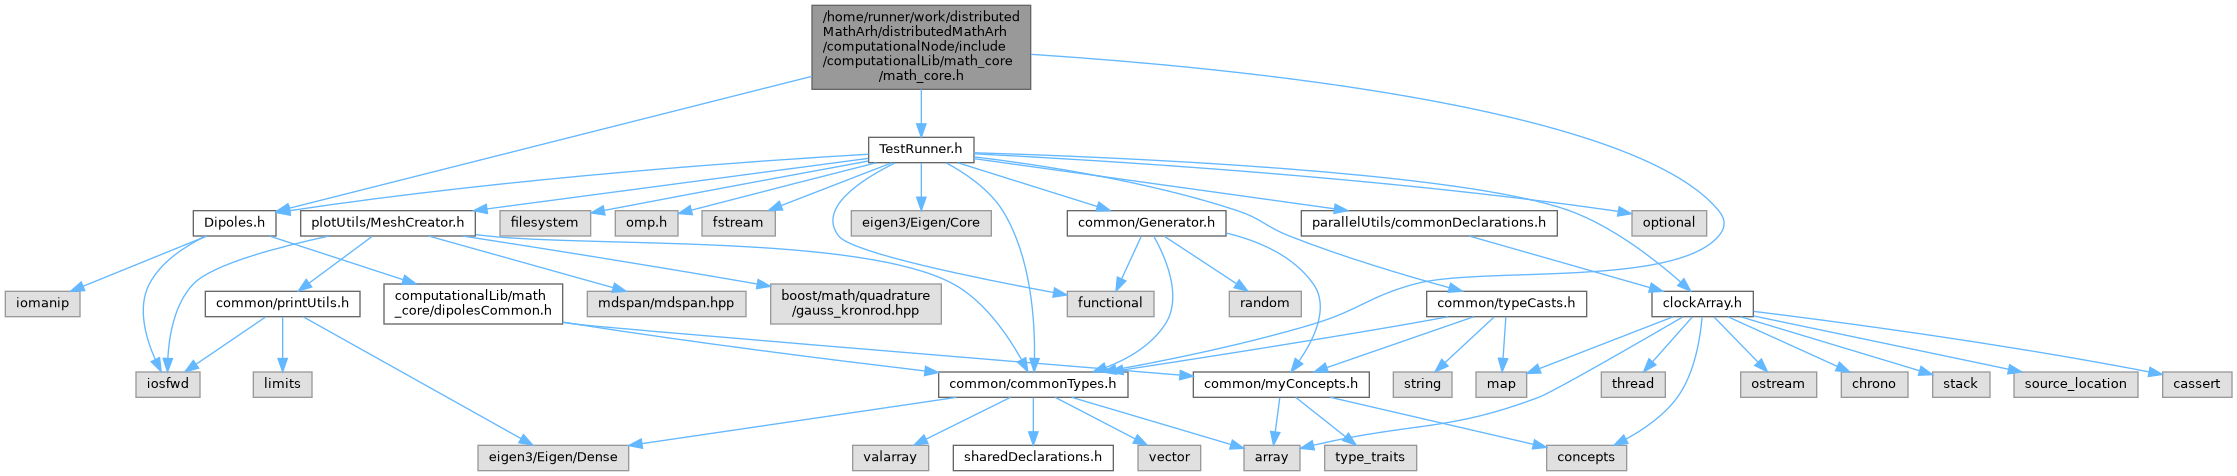 /home/runner/work/distributed
MathArh/distributedMathArh
/computationalNode/include
/computationalLib/math_core
/math_core.h
TestRunner.h
Dipoles.h
plotUtils/MeshCreator.h
filesystem
omp.h
fstream
eigen3/Eigen/Core
common/Generator.h
parallelUtils/commonDeclarations.h
optional
iomanip
common/printUtils.h
computationalLib/math
_core/dipolesCommon.h
mdspan/mdspan.hpp
boost/math/quadrature
/gauss_kronrod.hpp
functional
random
common/typeCasts.h
clockArray.h
iosfwd
limits
common/commonTypes.h
common/myConcepts.h
string
map
thread
ostream
chrono
stack
source_location
cassert
eigen3/Eigen/Dense
valarray
sharedDeclarations.h
vector
array
type_traits
concepts